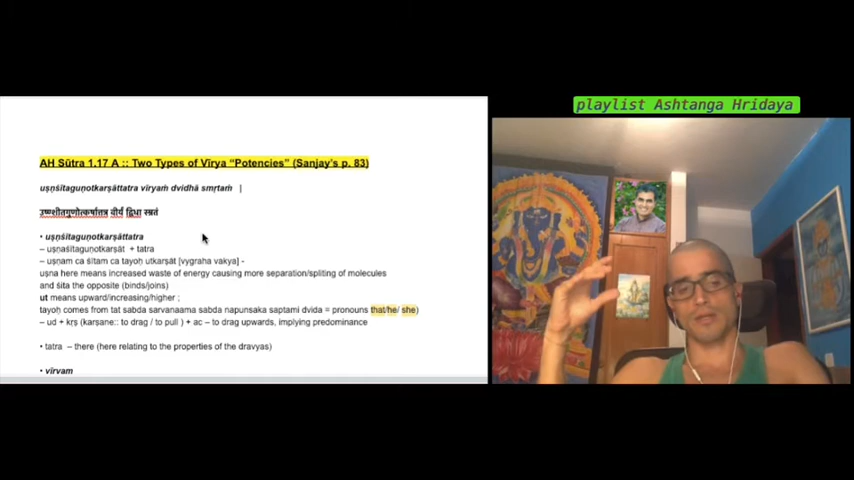 playlist Ashtanga Hridaya
AH Sūtra 1.17 A :: Two Types of Vīrya “Potencies” (Sanjay's p. 83)
uṣṇśītaguṇotkarṣāttatra vīryaṁ dvidhā smṛtaṁ |
उष्ण्शीतगुणोत्कर्षात्तत्र वीर्यं द्विधा स्म्रतं
• uṣṇśītaguṇotkarṣāttatra
– uṣṇaśītaguṇotkarṣāt + tatra
– uṣṇaṁ ca śītam ca tayoḥ utkarṣāt [vygraha vakya] -
uṣṇa here means increased waste of energy causing more separation/spliting of molecules
and śita the opposite (binds/joins)
ut means upward/increasing/higher ;
tayoḥ comes from tat sabda sarvanaama sabda napunsaka saptami dvida = pronouns that/he/ she)
– ud + kṛṣ (karṣane:: to drag / to pull ) + ac – to drag upwards, implying predominance
• tatra – there (here relating to the properties of the dravyas)
• vīryam